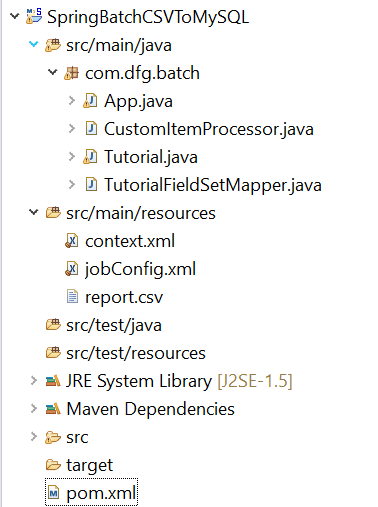 SpringBatchCSVToMySQL
src/main/java
com.dfg.batch
App.java
CustomItemProcessor.java
Tutorial.java
TutorialFieldSetMapper.java
src/main/resources
context.xml
jobConfig.xml
report.csv
src/test/java
src/test/resources
JRE System Library [J2SE-1.5]
Maven Dependencies
src
target
pom.xml